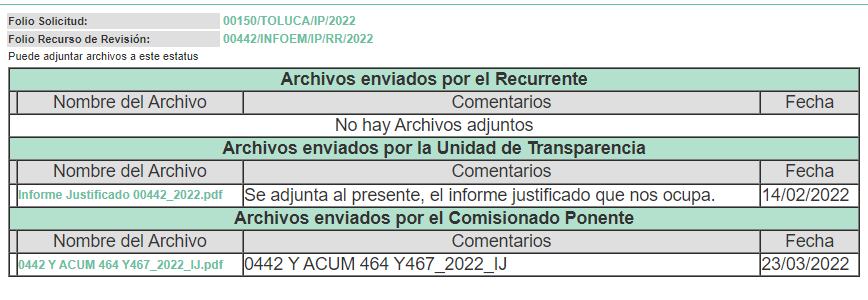 Folio Solicitud: 00150/TOLUCA/IP/2022
Folio Recurso de Revisión: 00442/INFOEM/IP/RR/2022
Puede adjuntar archivos a este estatus
Archivos enviados por el Recurrente
Nombre del Archivo Comentarios Fecha
No hay Archivos adjuntos
Archivos enviados por la Unidad de Transparencia
Nombre del Archivo Comentarios Fecha
Informe Justificado 00442_2022.pdf Se adjunta al presente, el informe justificado que nos ocupa. 14/02/2022
Archivos enviados por el Comisionado Ponente
Nombre del Archivo Comentarios Fecha
0442 Y ACUM 464 Y467_2022_IJ.pdf 0442 Y ACUM 464 Y467_2022_IJ 23/03/2022